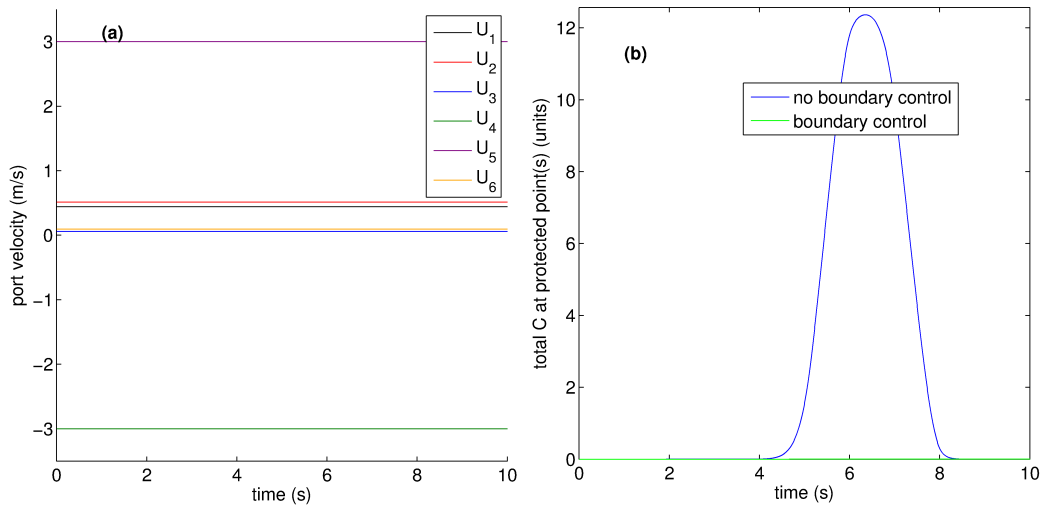 (a)
U1
U2
U3
U4
U5
U6
3
2
1
0
−1
−2
−3
port velocity (m/s)
0 2 4 6 8 10
time (s)
(b)
no boundary control
boundary control
12
10
8
6
4
2
0
total C at protected point(s) (units)
0 2 4 6 8 10
time (s)